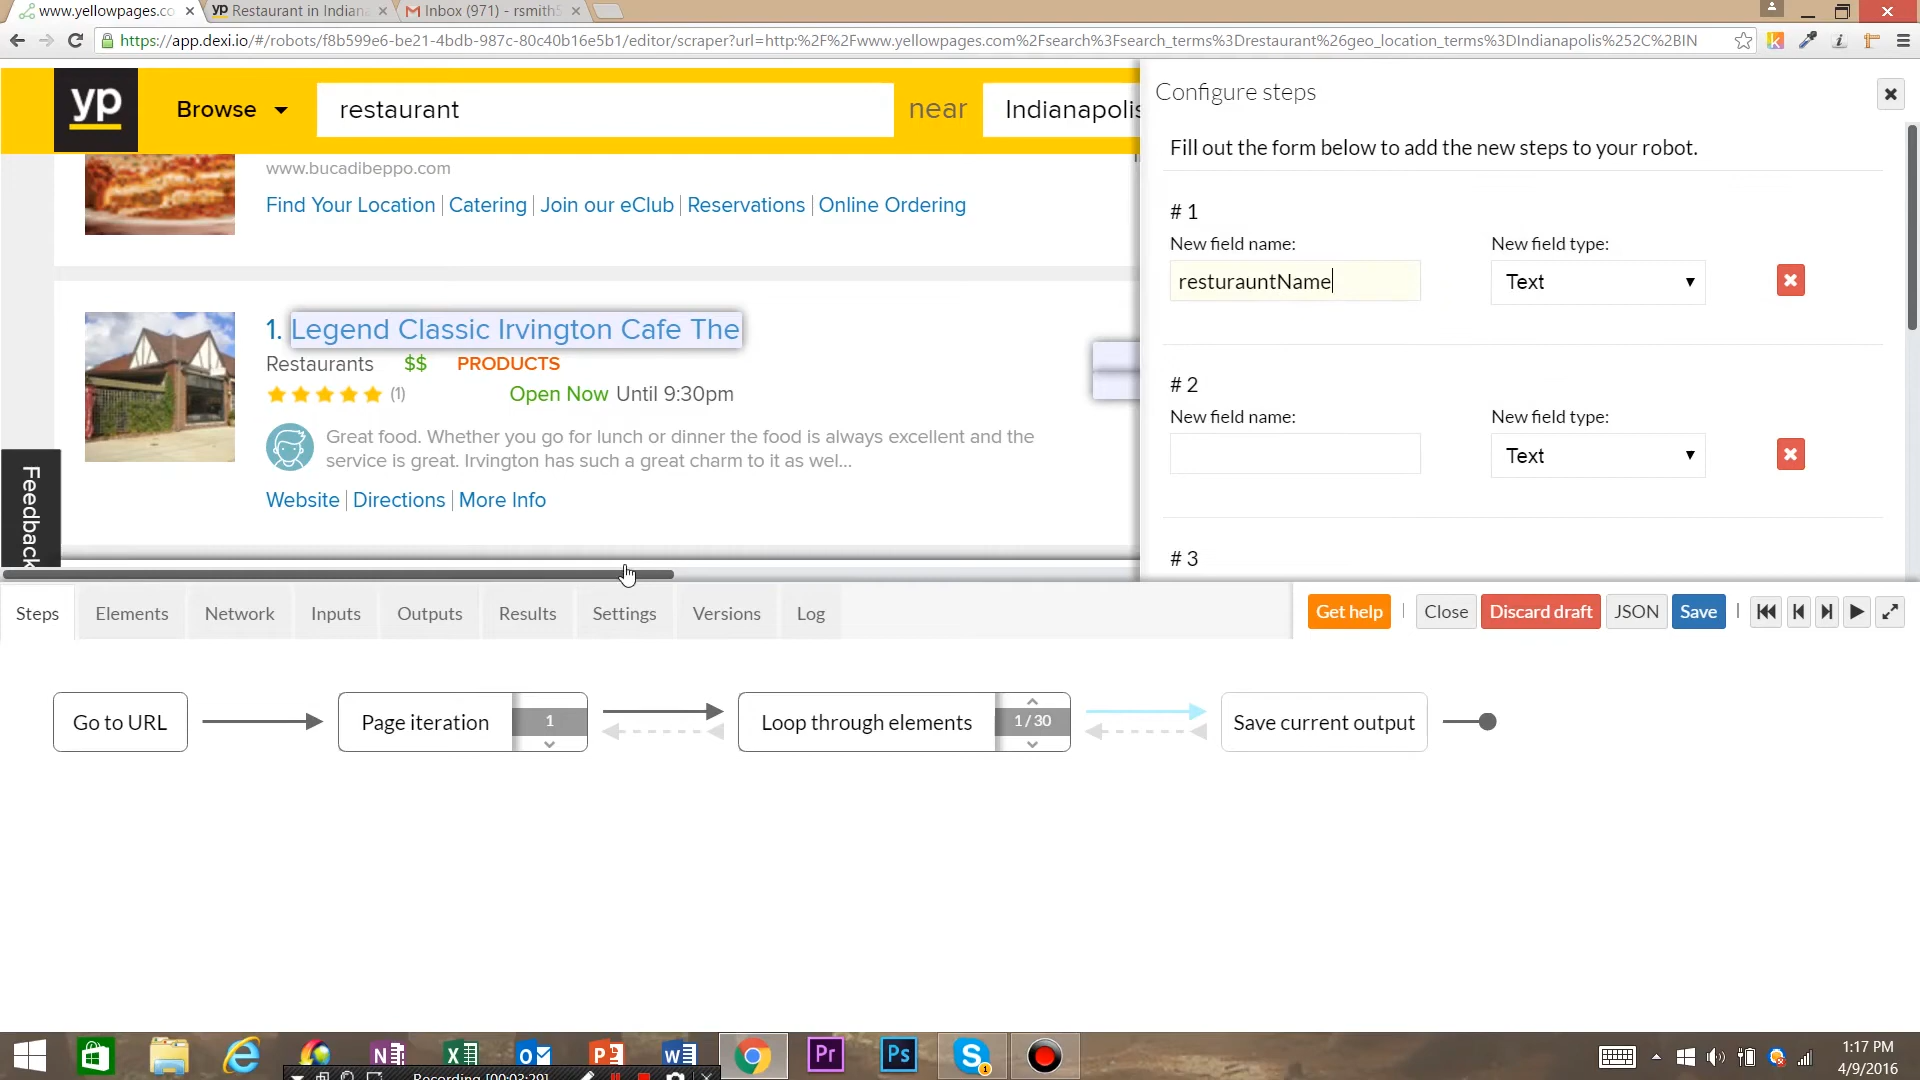 www.yellowpages.co
Restaurant in Indian
Inbox (971) - rsmith
https://app.dexi.io/#/robots/f8b599e6-be21-4bdb-987c-80c40b16e5b1/editor/scraper?url=http:%2F%2Fwww.yellowpages.com%2Fsearch%3Fsearch_terms%3Drestaurant%26geo_location_terms%3DIndianapolis%252C%2BIN
yp
Browse
restaurant
near
Indianapolis
www.bucadibeppo.com
Find Your Location | Catering | Join our eClub | Reservations | Online Ordering
1. Legend Classic Irvington Cafe The
Restaurants $$ PRODUCTS
(1) Open Now Until 9:30pm
Great food. Whether you go for lunch or dinner the food is always excellent and the
service is great. Irvington has such a great charm to it as wel...
Website | Directions | More Info
Feedback
Configure steps
Fill out the form below to add the new steps to your robot.
# 1
New field name: New field type:
resturauntName Text
# 2
New field name: New field type:
Text
# 3
Steps Elements Network Inputs Outputs Results Settings Versions Log
Get help | Close Discard draft JSON Save |
Go to URL
Page iteration 1
Loop through elements 1/30
Save current output
Recording [00:03:29]
1:17 PM
4/9/2016